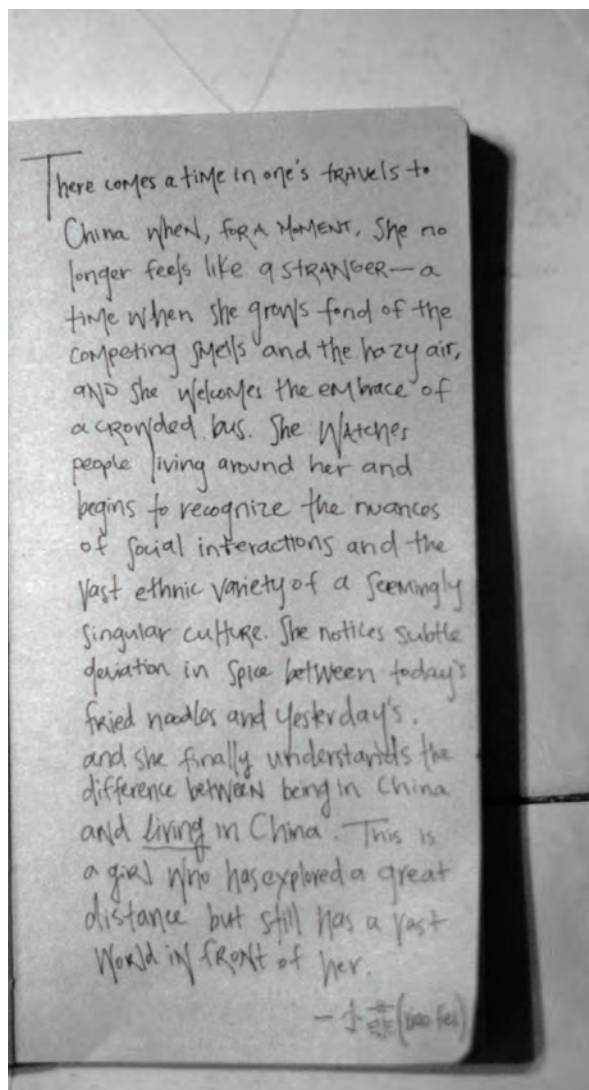 There comes a time in one's travels to
China when, for a moment, she no
longer feels like a stranger—a
time when she grows fond of the
competing smells and the hazy air,
and she welcomes the embrace of
a crowded bus. She watches
people living around her and
begins to recognize the nuances
of social interactions and the
vast ethnic variety of a seemingly
singular culture. She notices subtle
deviation in spice between today's
fried noodles and yesterday's.
and she finally understands the
difference between being in China
and living in China. This is
a girl who has explored a great
distance but still has a vast
world in front of her.